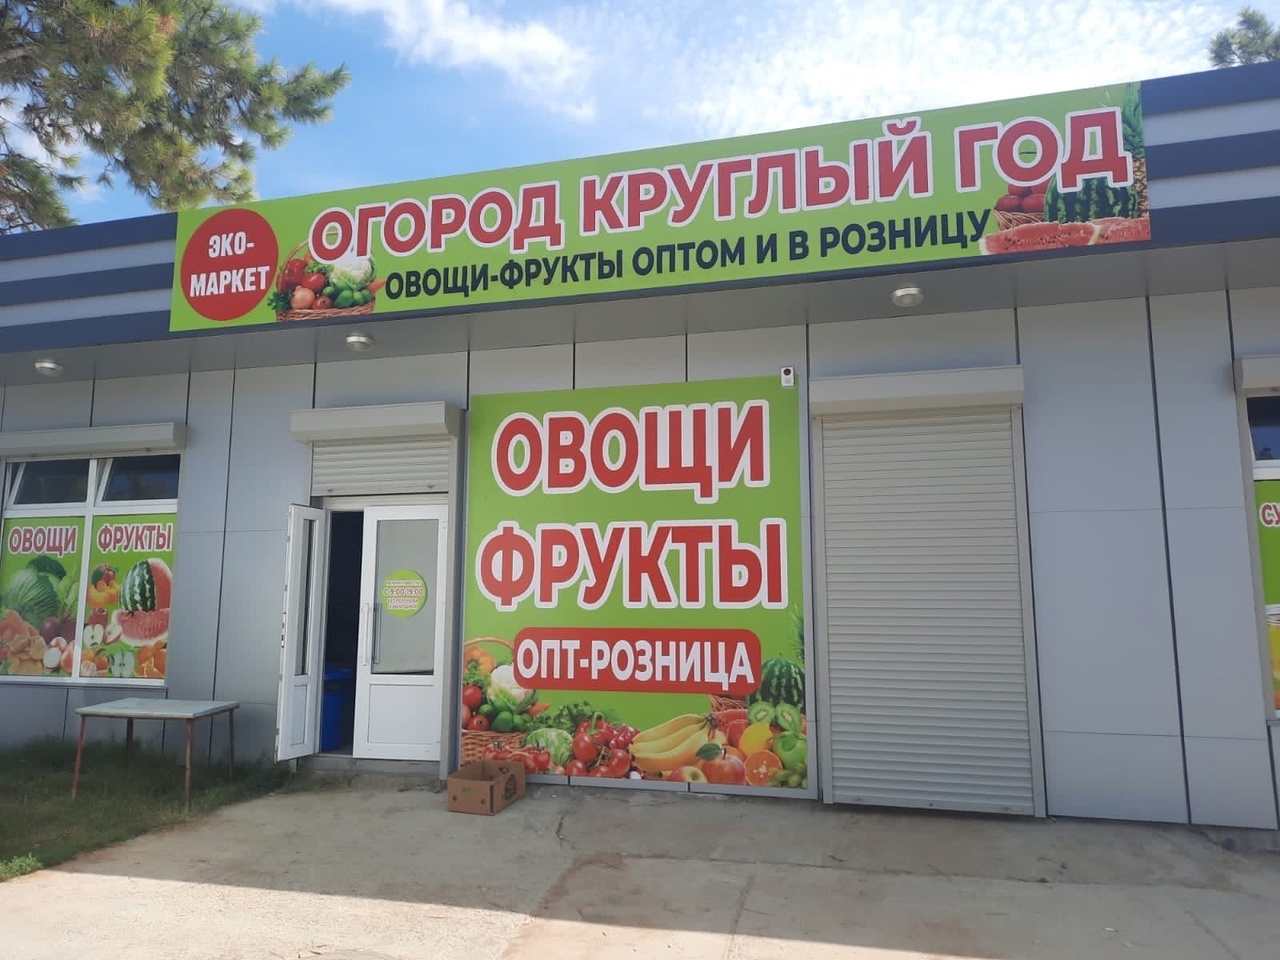 ЭКО-
МАРКЕТ
ОГОРОД КРУГЛЫЙ ГОД
ОВОЩИ-ФРУКТЫ ОПТОМ И В РОЗНИЦУ
ОВОЩИ
ФРУКТЫ
ОПТ-РОЗНИЦА
ОВОЩИ ФРУКТЫ